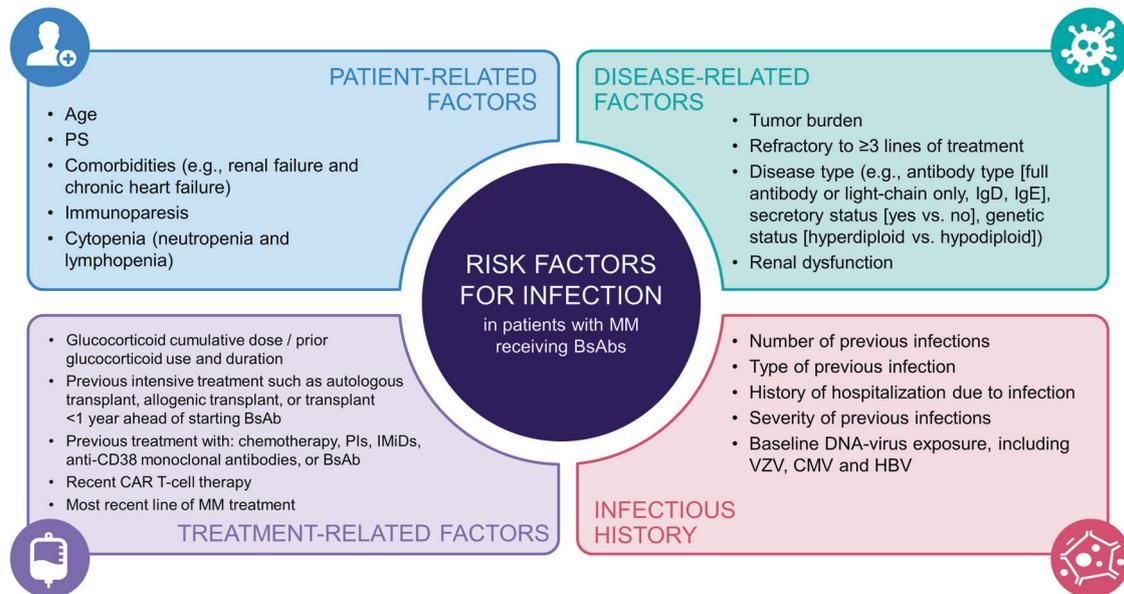 PATIENT-RELATED
FACTORS
• Age
• PS
• Comorbidities (e.g., renal failure and
chronic heart failure)
• Immunoparesis
• Cytopenia (neutropenia and
lymphopenia)
DISEASE-RELATED
FACTORS
• Tumor burden
• Refractory to ≥3 lines of treatment
• Disease type (e.g., antibody type [full
antibody or light-chain only, IgD, IgE],
secretory status [yes vs. no], genetic
status [hyperdiploid vs. hypodiploid])
• Renal dysfunction
RISK FACTORS
FOR INFECTION
in patients with MM
receiving BsAbs
• Glucocorticoid cumulative dose / prior
glucocorticoid use and duration
• Previous intensive treatment such as autologous
transplant, allogenic transplant, or transplant
<1 year ahead of starting BsAb
• Previous treatment with: chemotherapy, PIs, IMiDs,
anti-CD38 monoclonal antibodies, or BsAb
• Recent CAR T-cell therapy
• Most recent line of MM treatment
TREATMENT-RELATED FACTORS
• Number of previous infections
• Type of previous infection
• History of hospitalization due to infection
• Severity of previous infections
• Baseline DNA-virus exposure, including
VZV, CMV and HBV
INFECTIOUS
HISTORY